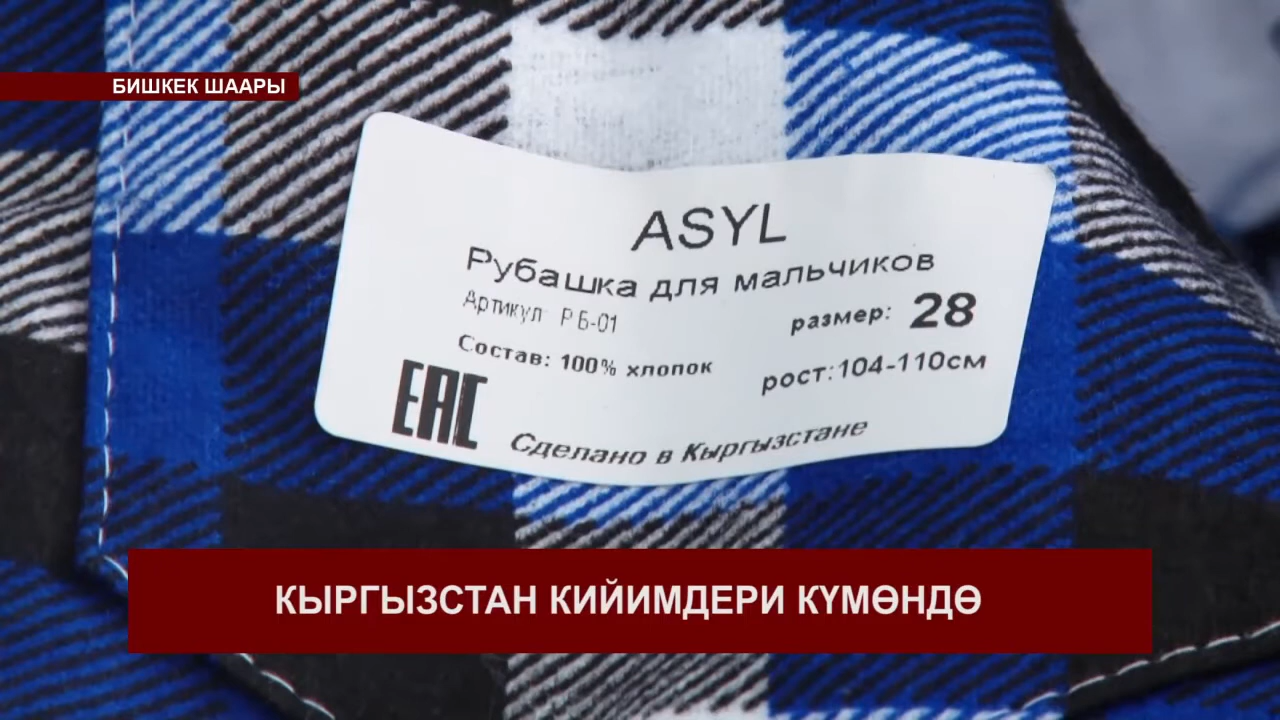 БИШКЕК ШААРЫ
ASYL
Рубашка для мальчиков
Артикул: РБ-01
размер: 28
Состав: 100% хлопок
рост:104-110см
EAC
Сделано в Кыргызстане
КЫРГЫЗСТАН КИЙИМДЕРИ КҮМӨНДӨ